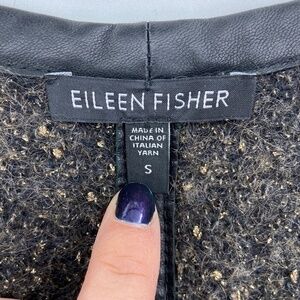 EILEEN FISHER
MADE IN
CHINA OF
ITALIAN
YARN
S